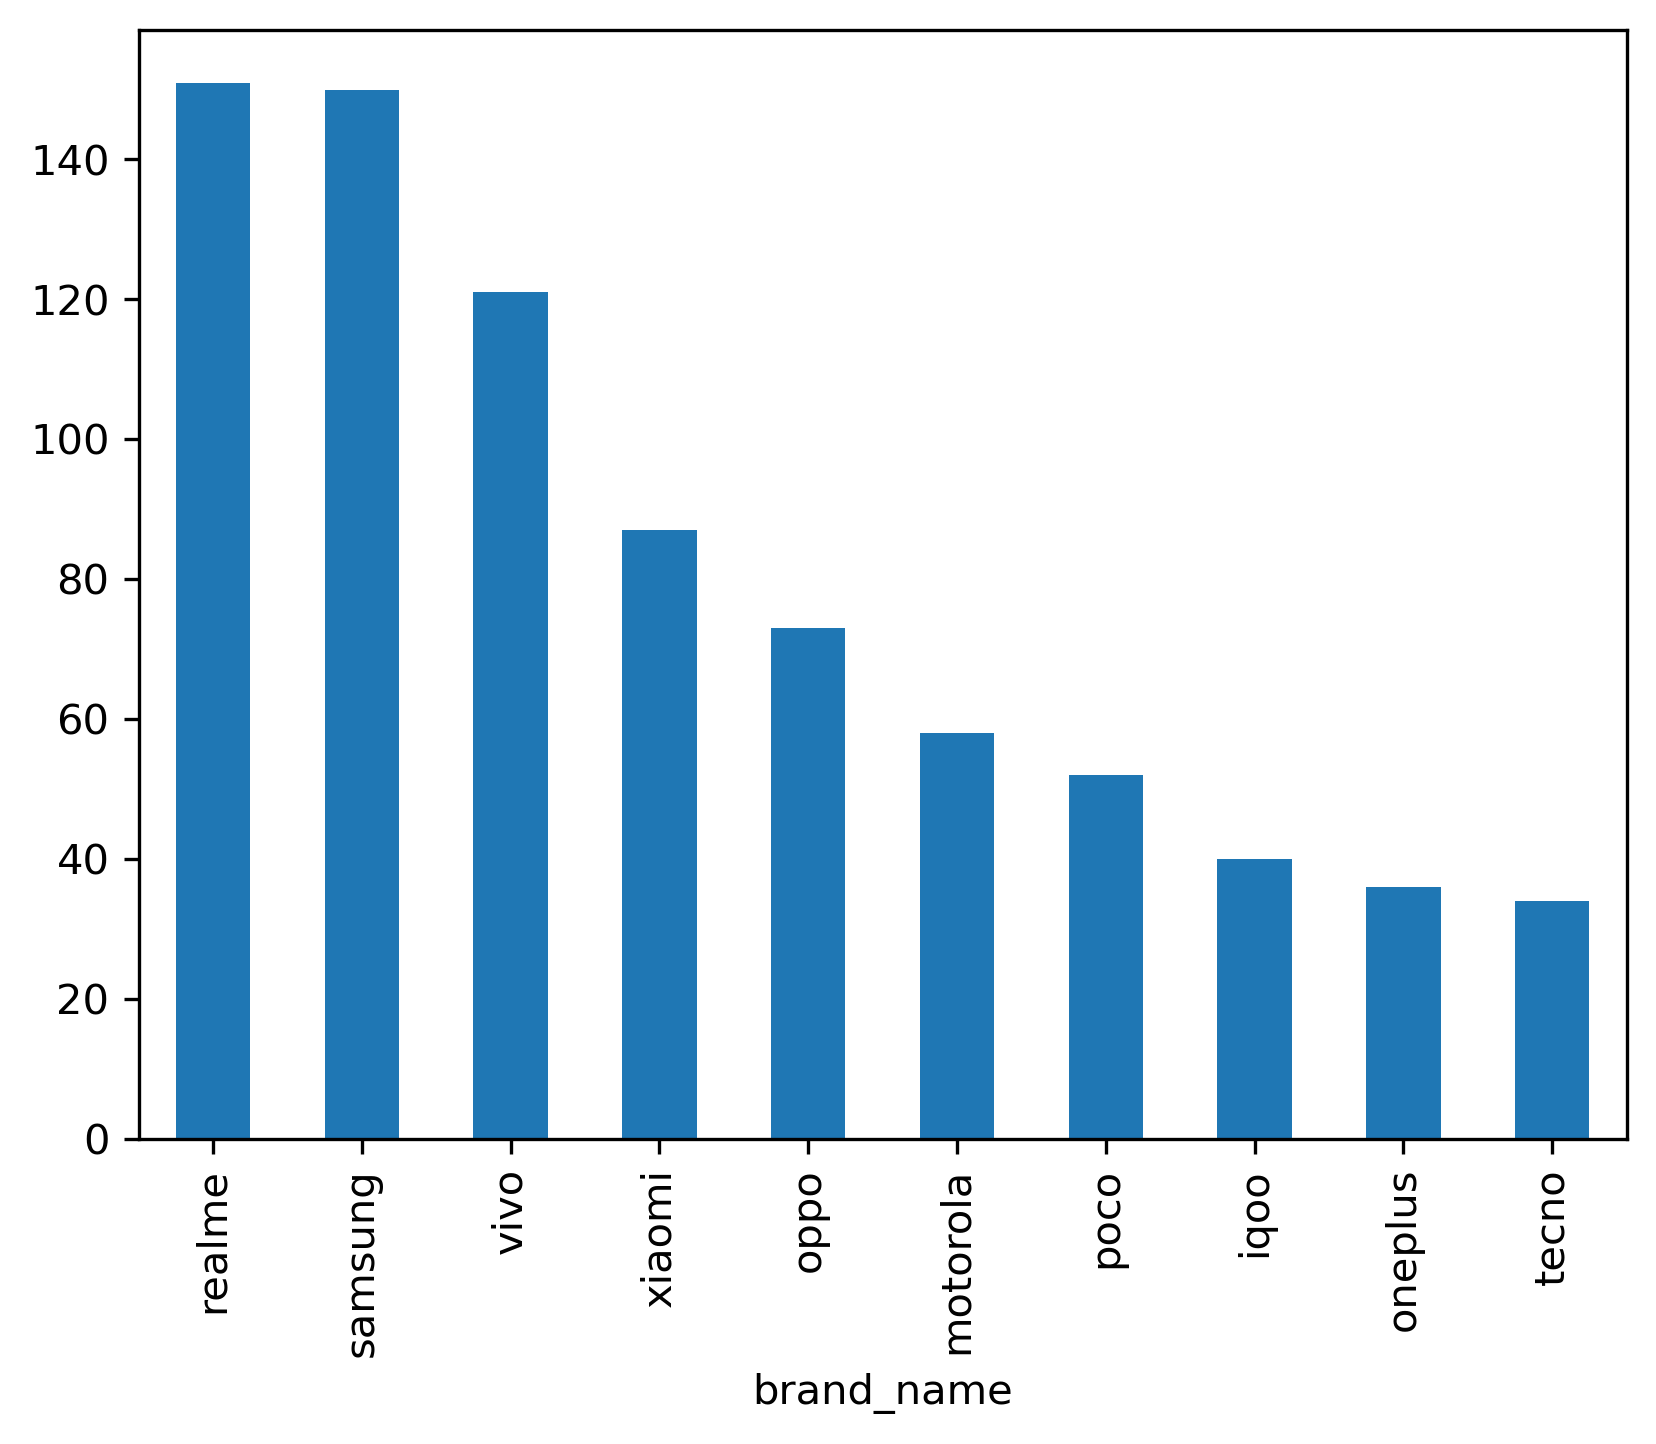 140
120
100
80
60
40
20
0
realme
samsung
vivo
xiaomi
oppo
motorola
poco
iqoo
oneplus
tecno
brand_name